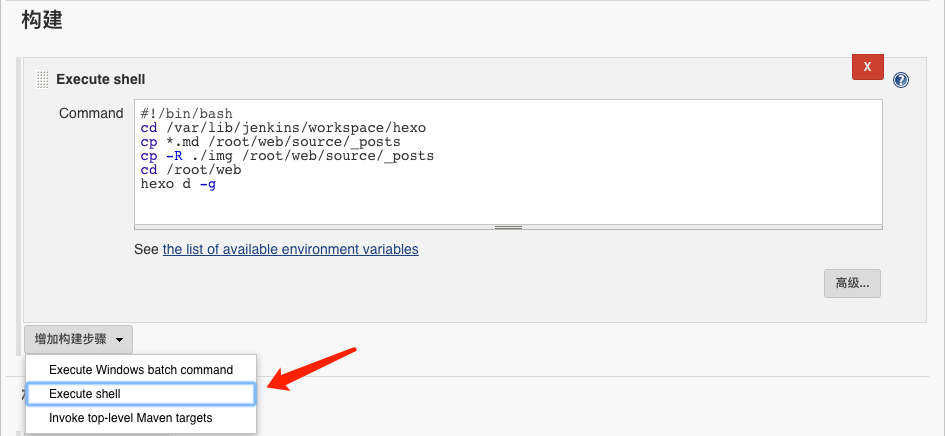 构建
Execute shell
X
?
Command
#!/bin/bash
cd /var/lib/jenkins/workspace/hexo
cp *.md /root/web/source/_posts
cp -R ./img /root/web/source/_posts
cd /root/web
hexo d -g
See the list of available environment variables
高级...
增加构建步骤
Execute Windows batch command
Execute shell
Invoke top-level Maven targets